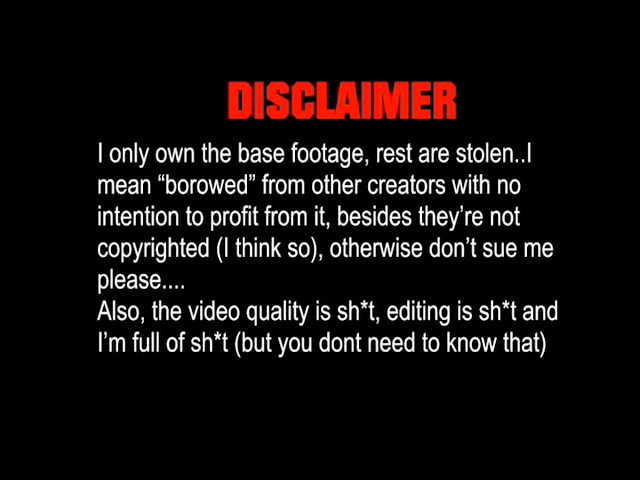 DISCLAIMER
I only own the base footage, rest are stolen..I
mean “borowed” from other creators with no
intention to profit from it, besides they’re not
copyrighted (I think so), otherwise don’t sue me
please....
Also, the video quality is sh*t, editing is sh*t and
I’m full of sh*t (but you dont need to know that)